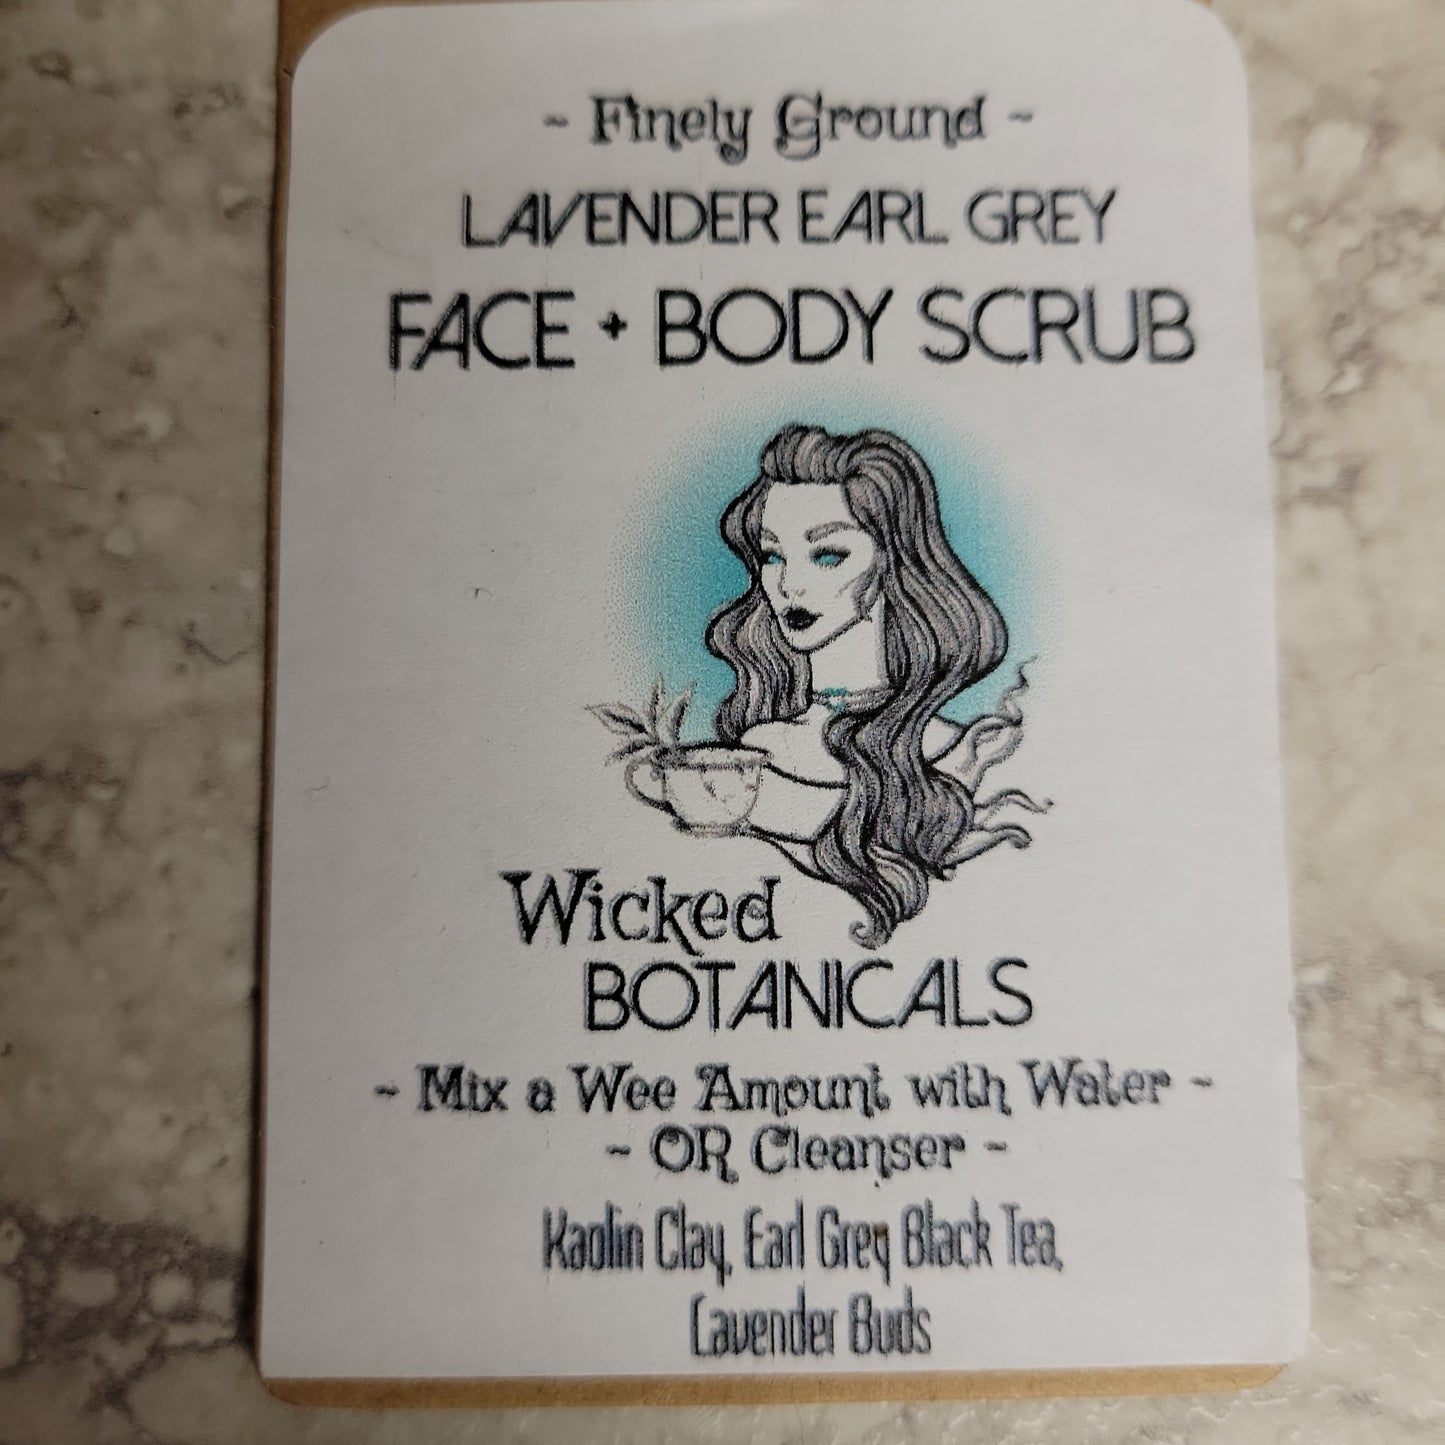 ~ Finely Ground ~
LAVENDER EARL GREY
FACE + BODY SCRUB
Wicked
BOTANICALS
~ Mix a Wee Amount with Water ~
~ OR Cleanser ~
Kaolin Clay, Earl Grey Black Tea,
Lavender Buds